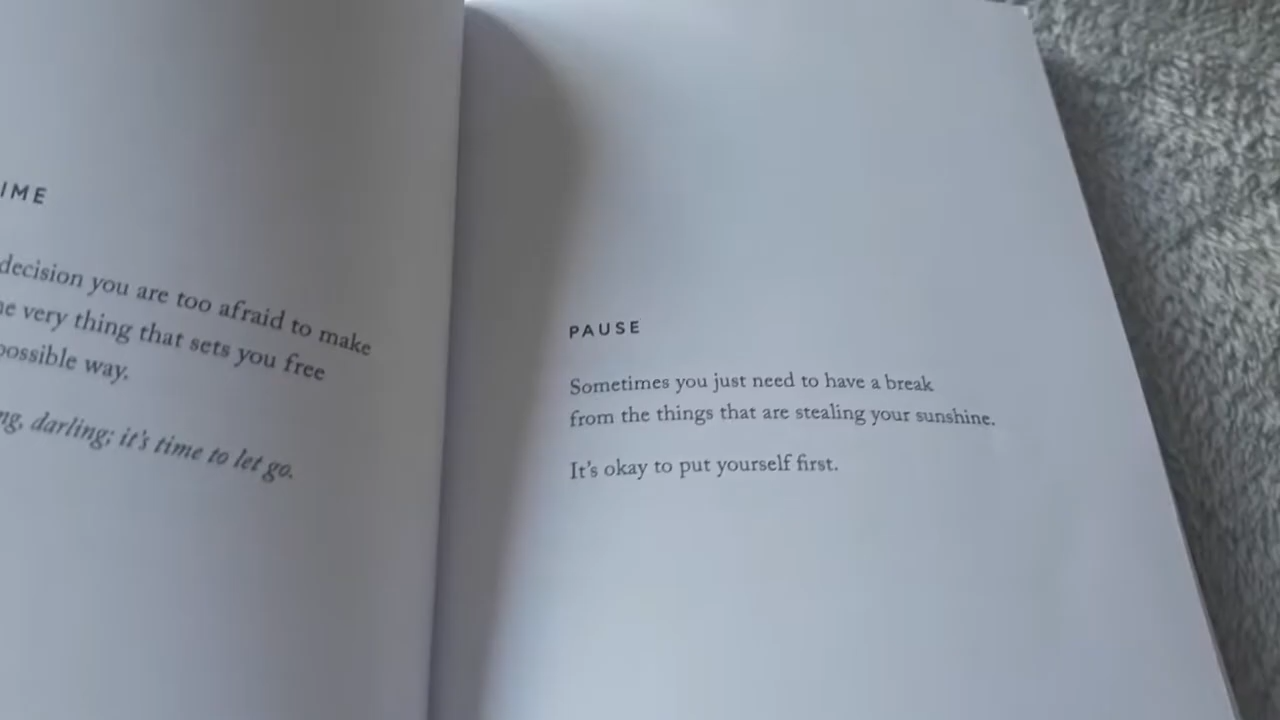 decision you are too afraid to make
very thing that sets you free
possible way.
darling; it's time to let go.
PAUSE
Sometimes you just need to have a break
from the things that are stealing your sunshine.
It's okay to put yourself first.